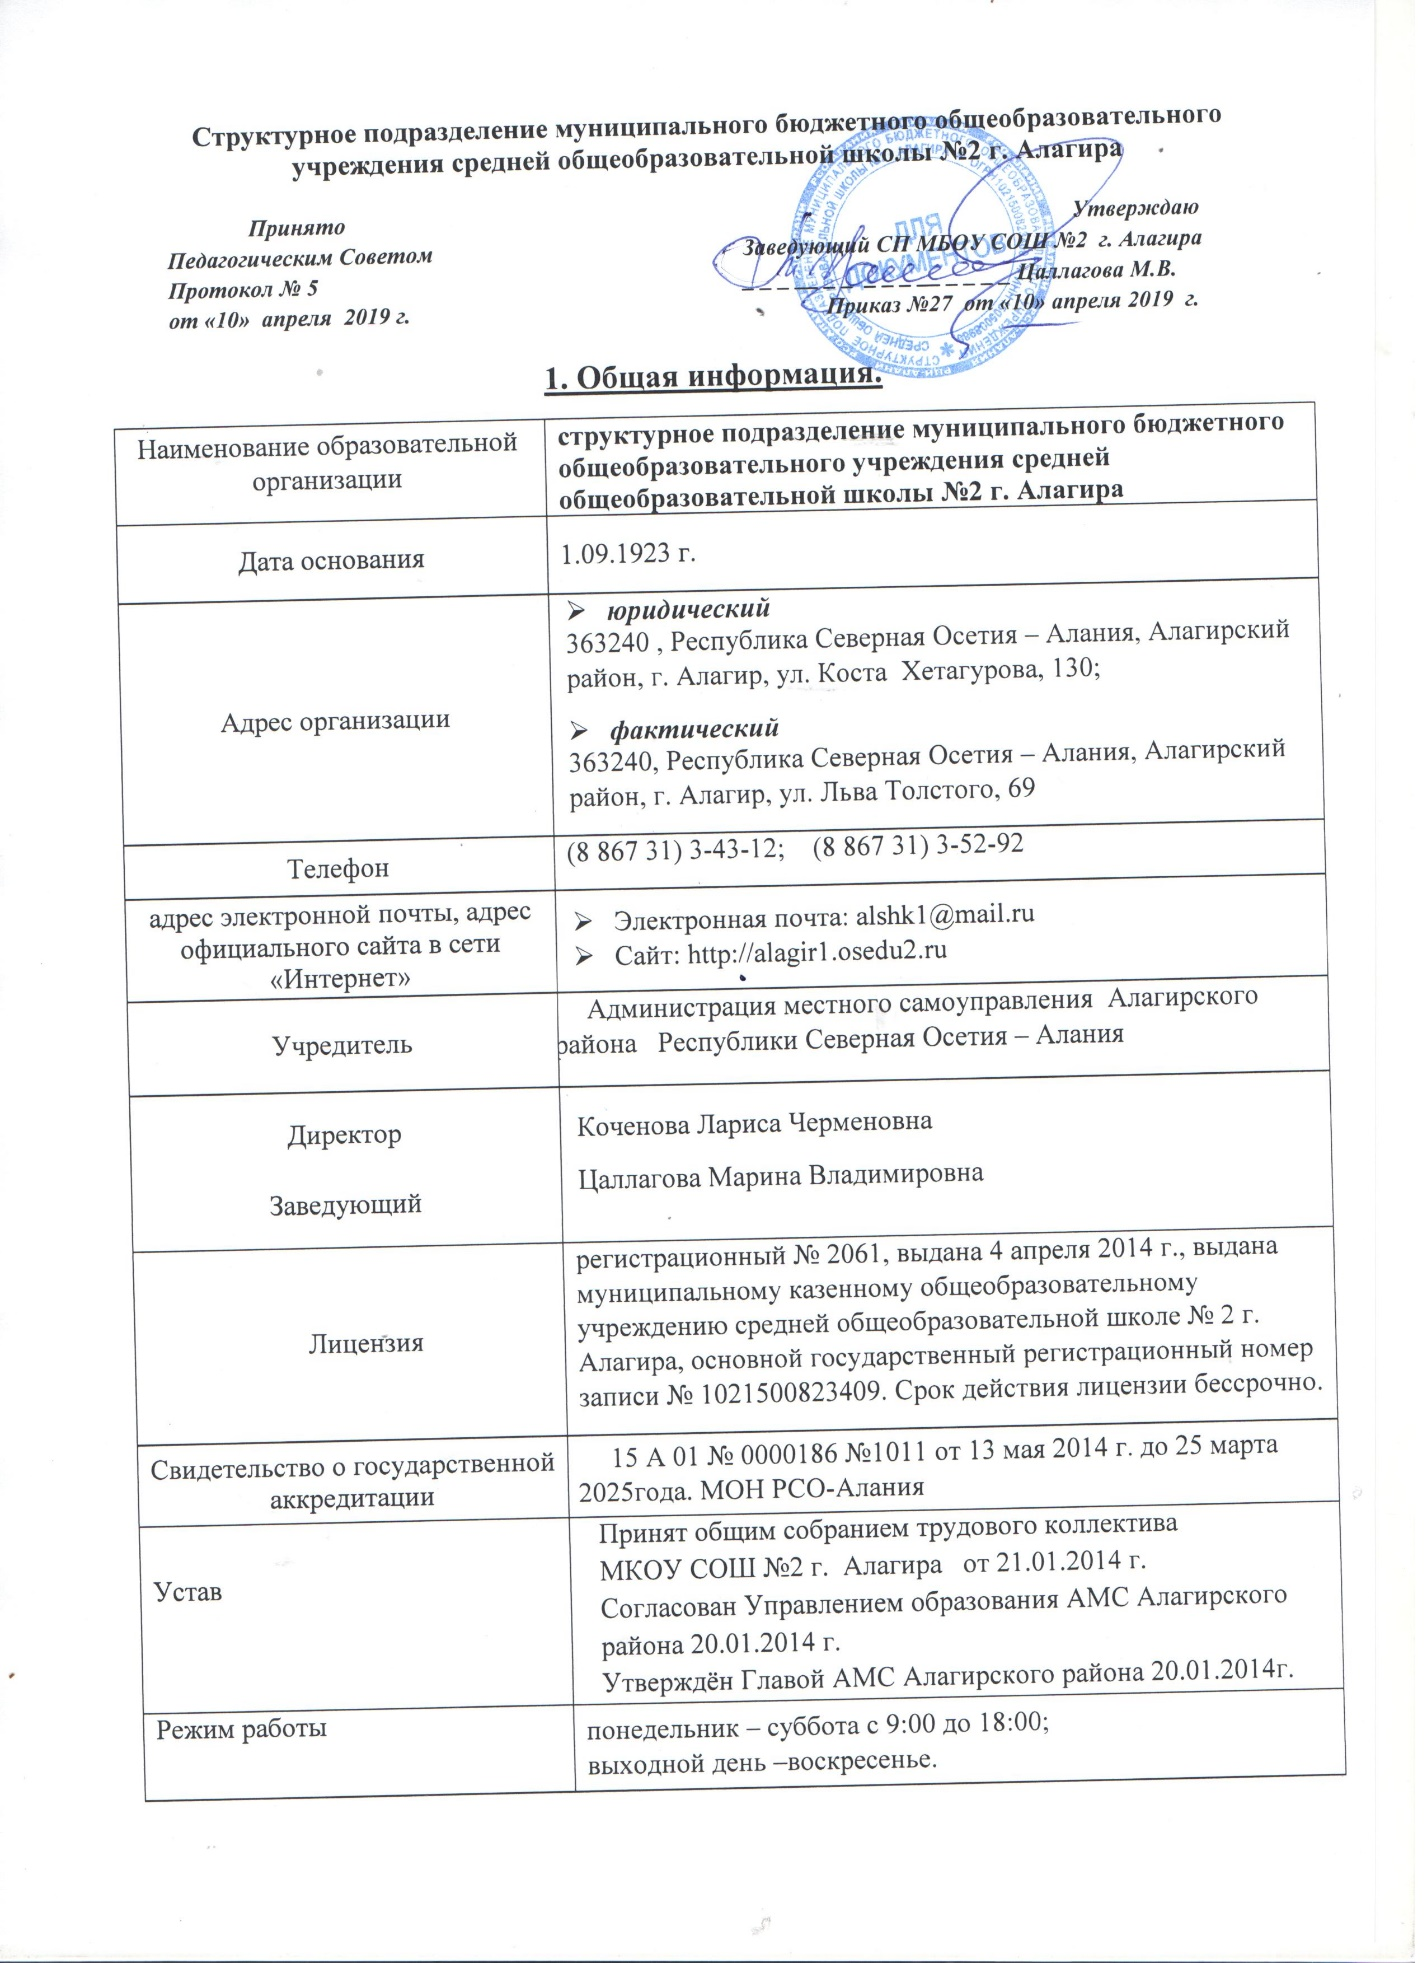 Структурное подразделение муниципального бюджетного общеобразовательного
учреждения средней общеобразовательной школы №2 г. Алагира
Принято
Педагогическим Советом
Протокол № 5
от «10» апреля 2019 г.
Утверждаю
Заведующий СП МБОУ СОШ №2 г. Алагира
Цаллагова М.В.
Приказ №27 от «10» апреля 2019 г.
ДЛЯ
ДОКУМЕНТОВ
1. Общая информация.
Наименование образовательной
организации
структурное подразделение муниципального бюджетного
общеобразовательного учреждения средней
общеобразовательной школы №2 г. Алагира
Дата основания
1.09.1923 г.
Адрес организации
➢ юридический
363240 , Республика Северная Осетия – Алания, Алагирский
район, г. Алагир, ул. Коста Хетагурова, 130;
➢ фактический
363240, Республика Северная Осетия – Алания, Алагирский
район, г. Алагир, ул. Льва Толстого, 69
Телефон
(8 867 31) 3-43-12; (8 867 31) 3-52-92
адрес электронной почты, адрес
официального сайта в сети
«Интернет»
➢ Электронная почта: alshk1@mail.ru
➢ Сайт: http://alagir1.osedu2.ru
Учредитель
Администрация местного самоуправления Алагирского
района Республики Северная Осетия – Алания
Директор
Заведующий
Коченова Лариса Черменовна
Цаллагова Марина Владимировна
Лицензия
регистрационный № 2061, выдана 4 апреля 2014 г., выдана
муниципальному казенному общеобразовательному
учреждению средней общеобразовательной школе № 2 г.
Алагира, основной государственный регистрационный номер
записи № 1021500823409. Срок действия лицензии бессрочно.
Свидетельство о государственной
аккредитации
15 А 01 № 0000186 №1011 от 13 мая 2014 г. до 25 марта
2025года. МОН РСО-Алания
Устав
Принят общим собранием трудового коллектива
МКОУ СОШ №2 г. Алагира от 21.01.2014 г.
Согласован Управлением образования АМС Алагирского
района 20.01.2014 г.
Утверждён Главой АМС Алагирского района 20.01.2014г.
Режим работы
понедельник – суббота с 9:00 до 18:00;
выходной день –воскресенье.